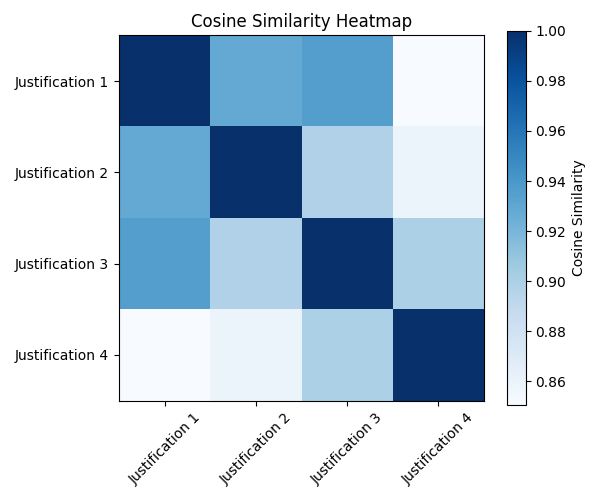 Cosine Similarity Heatmap
Justification 1
Justification 2
Justification 3
Justification 4
Justification 1
Justification 2
Justification 3
Justification 4
1.00
0.98
0.96
0.94
0.92
0.90
0.88
0.86
Cosine Similarity